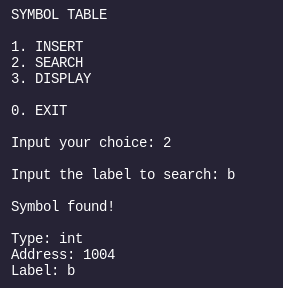 SYMBOL TABLE
1. INSERT
2. SEARCH
3. DISPLAY
0. EXIT
Input your choice: 2
Input the label to search: b
Symbol found!
Type: int
Address: 1004
Label: b